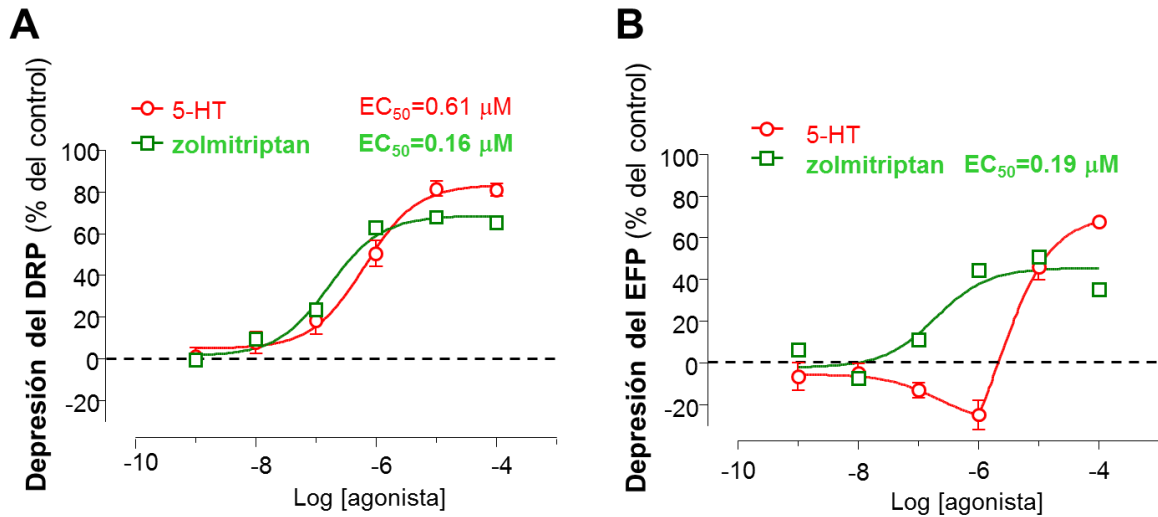 A
Depresión del DRP (% del control)
5-HT EC50=0.61 μM
zolmitriptan EC50=0.16 μM
100
80
60
40
20
0
-20
-10 -8 -6 -4
Log [agonista]
B
Depresión del EFP (% del control)
5-HT
zolmitriptan EC50=0.19 μM
100
80
60
40
20
0
-20
-10 -8 -6 -4
Log [agonista]